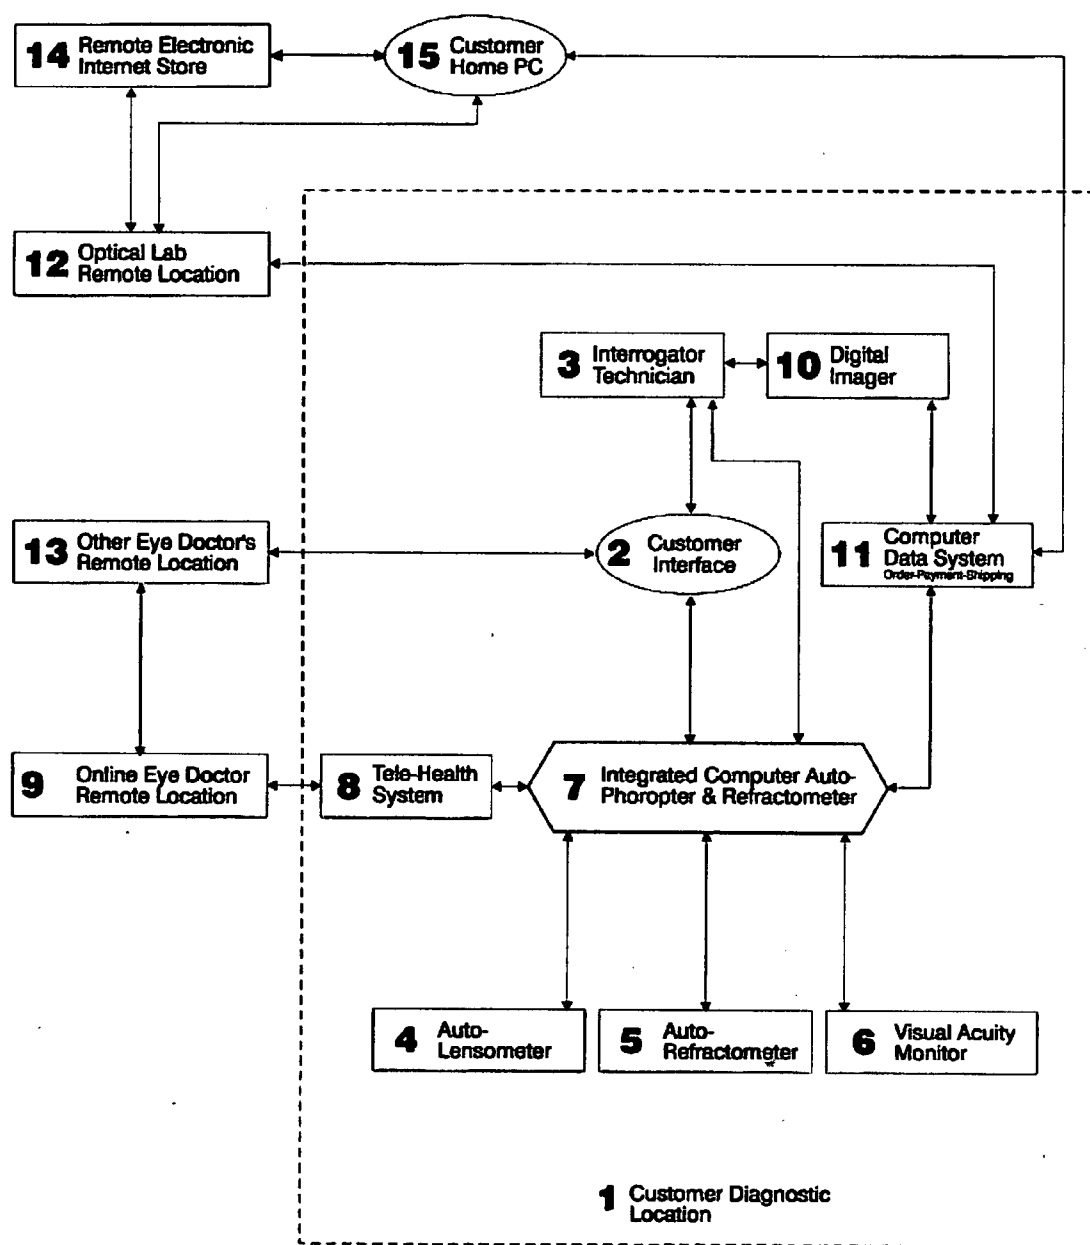 14 Remote Electronic
Internet Store
15 Customer
Home PC
12 Optical Lab
Remote Location
3 Interrogator
Technician
10 Digital
Imager
13 Other Eye Doctor's
Remote Location
2 Customer
Interface
11 Computer
Data System
Order-Payment-Shipping
9 Online Eye Doctor
Remote Location
8 Tele-Health
System
7 Integrated Computer Auto-
Phoropter & Refractometer
4 Auto-
Lensometer
5 Auto-
Refractometer
6 Visual Acuity
Monitor
1 Customer Diagnostic
Location